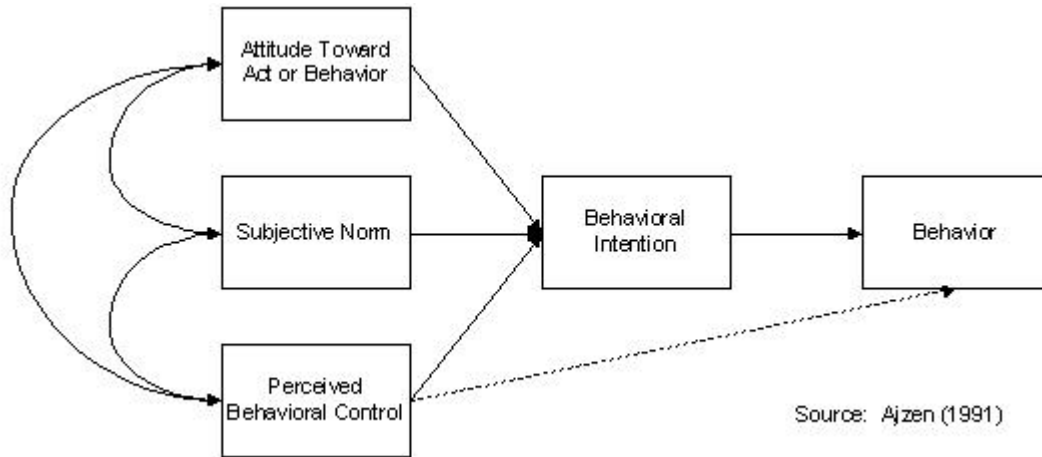 Attitude Toward
Act or Behavior
Subjective Norm
Behavioral
Intention
Behavior
Perceived
Behavioral Control
Source: Ajzen (1991)